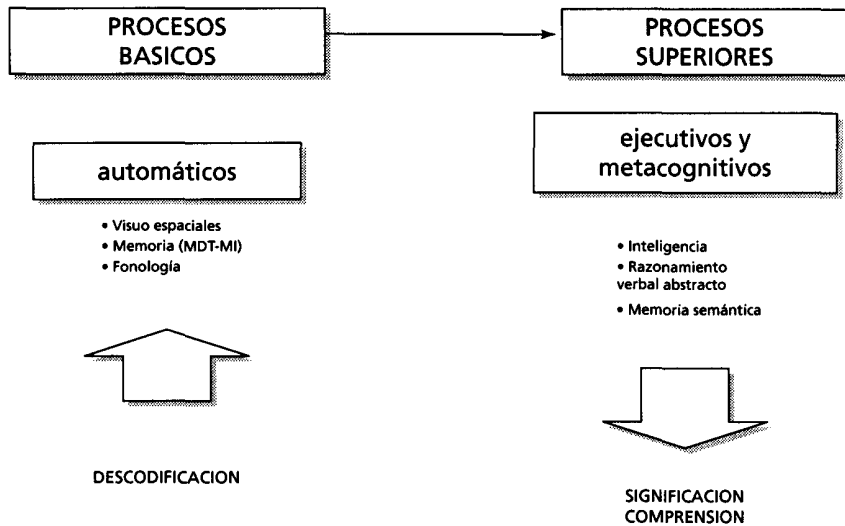 PROCESOS
BASICOS
PROCESOS
SUPERIORES
automáticos
ejecutivos y
metacognitivos
• Visuo espaciales
• Memoria (MDT-MI)
• Fonología
• Inteligencia
• Razonamiento
verbal abstracto
• Memoria semántica
DESCODIFICACION
SIGNIFICACION
COMPRENSION